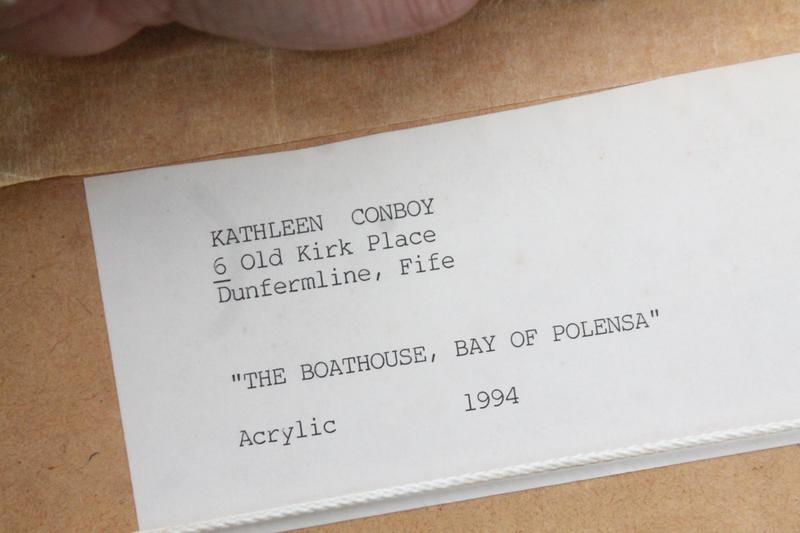 KATHLEEN CONBOY
6 Old Kirk Place
Dunfermline, Fife
"THE BOATHOUSE, BAY OF POLENSA"
Acrylic 1994